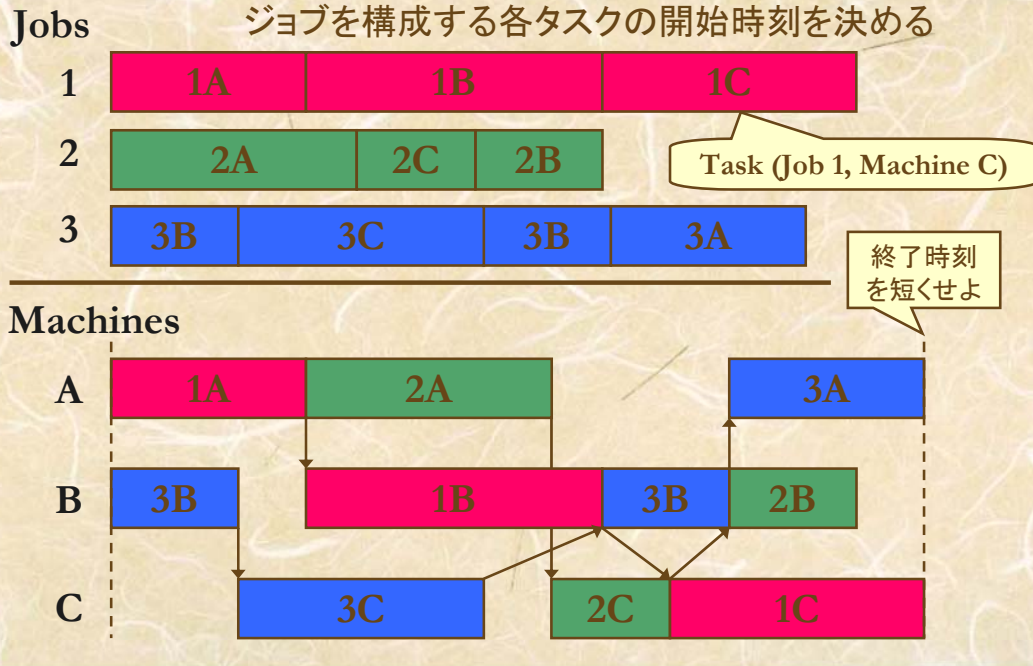 Jobs
ジョブを構成する各タスクの開始時刻を決める
1
1A
1B
1C
2
2A
2C
2B
Task (Job 1, Machine C)
3
3B
3C
3B
3A
終了時刻
を短くせよ
Machines
A
1A
2A
3A
B
3B
1B
3B
2B
C
3C
2C
1C